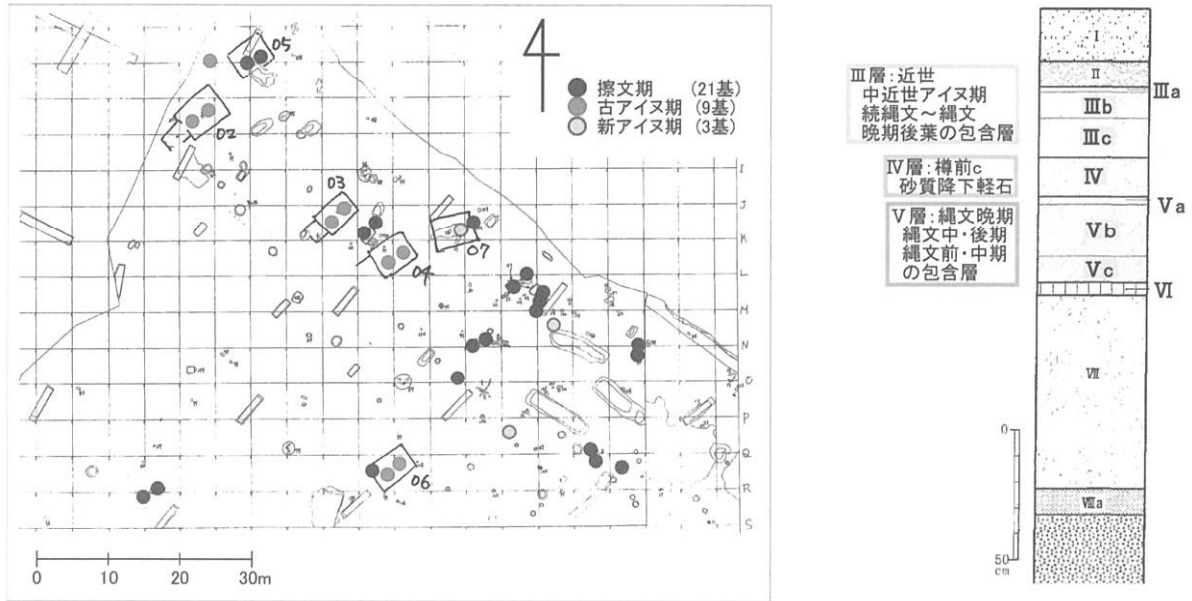 05
02
03
04
07
06
擦文期 (21基)
古アイヌ期 (9基)
新アイヌ期 (3基)
I
J
K
L
M
N
O
P
Q
R
S
0 10 20 30m
Ⅲ層:近世
中近世アイヌ期
続縄文～縄文
晩期後葉の包含層
Ⅳ層:樽前c
砂質降下軽石
Ⅴ層:縄文晩期
縄文中・後期
縄文前・中期
の包含層
I
II
Ⅲa
Ⅲb
Ⅲc
Ⅳ
Ⅴa
Ⅴb
Ⅴc
Ⅵ
Ⅶ
Ⅷa
0
50
cm